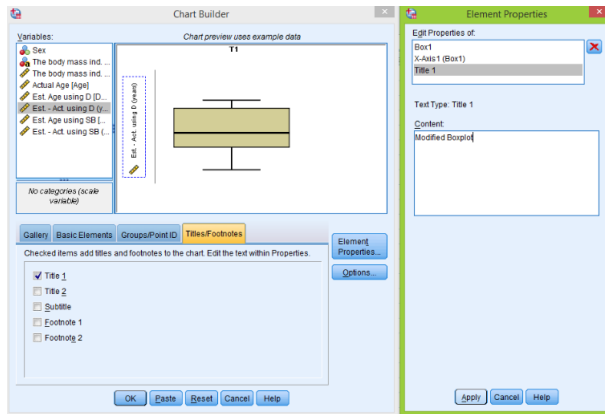 Chart Builder
Variables:
Chart preview uses example data
Sex
The body mass ind. ...
The body mass ind. ...
Actual Age [Age]
Est. Age using D [D...
Est. - Act. using D (y...
Est. Age using SB [...
Est. - Act. using SB (...
No categories (scale
variable)
T1
Est. - Act. using D (years)
Gallery
Basic Elements
Groups/Point ID
Titles/Footnotes
Checked items add titles and footnotes to the chart. Edit the text within Properties.
Title 1
Title 2
Subtitle
Footnote 1
Footnote 2
Element
Properties...
Options...
OK
Paste
Reset
Cancel
Help
Element Properties
Edit Properties of:
Box1
X-Axis1 (Box1)
Title 1
Text Type: Title 1
Content:
Modified Boxplot
Apply
Cancel
Help